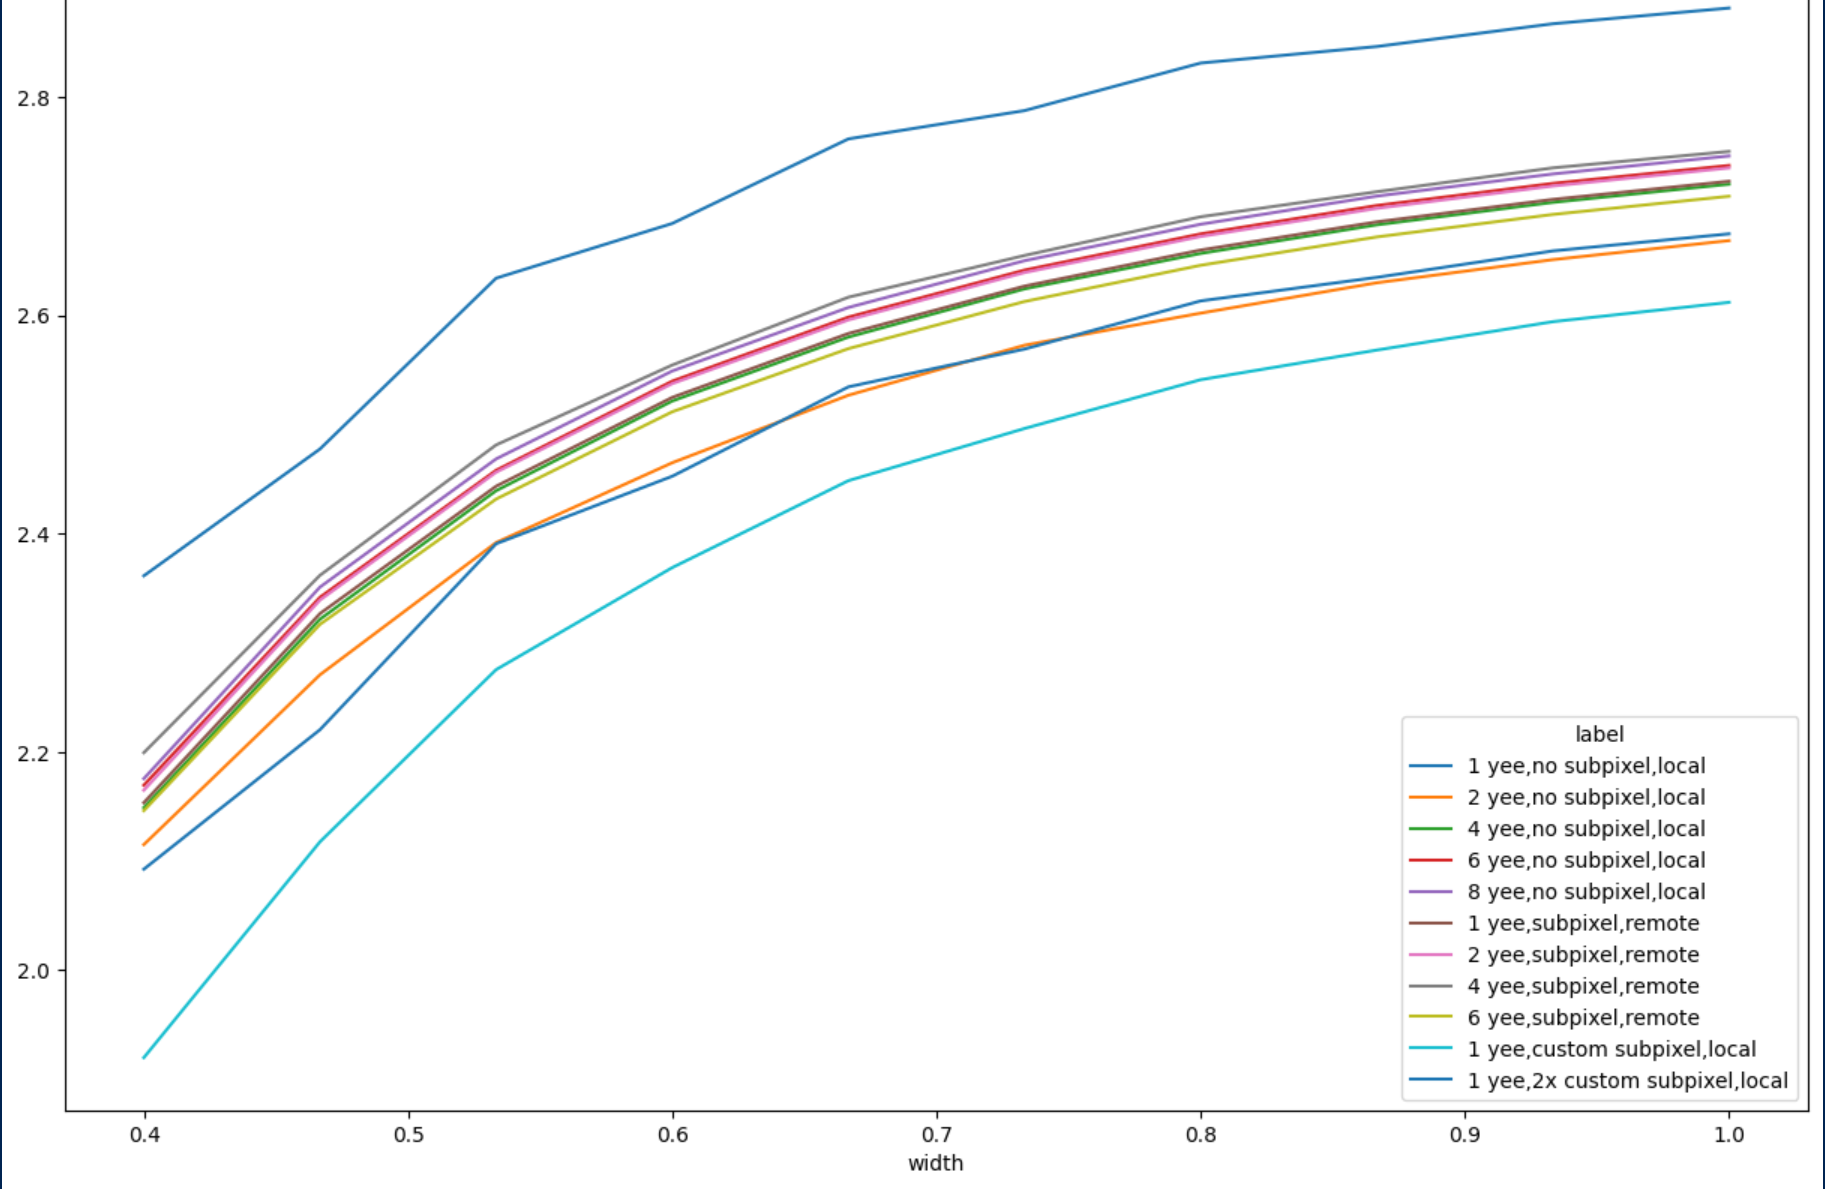 2.8
2.6
2.4
2.2
2.0
label
1 yee,no subpixel,local
2 yee,no subpixel,local
4 yee,no subpixel,local
6 yee,no subpixel,local
8 yee,no subpixel,local
1 yee,subpixel,remote
2 yee,subpixel,remote
4 yee,subpixel,remote
6 yee,subpixel,remote
1 yee,custom subpixel,local
1 yee,2x custom subpixel,local
0.4 0.5 0.6 0.7 0.8 0.9 1.0
width